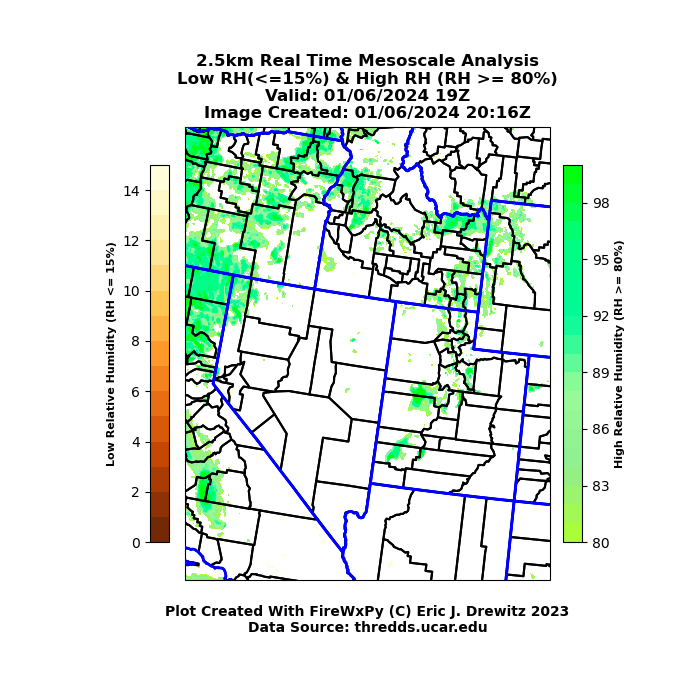 2.5km Real Time Mesoscale Analysis
Low RH(<=15%) & High RH (RH >= 80%)
Valid: 01/06/2024 19Z
Image Created: 01/06/2024 20:16Z
Low Relative Humidity (RH <= 15%)
14
12
10
8
6
4
2
0
98
95
92
89
86
83
80
High Relative Humidity (RH >= 80%)
Plot Created With FireWxPy (C) Eric J. Drewitz 2023
Data Source: thredds.ucar.edu